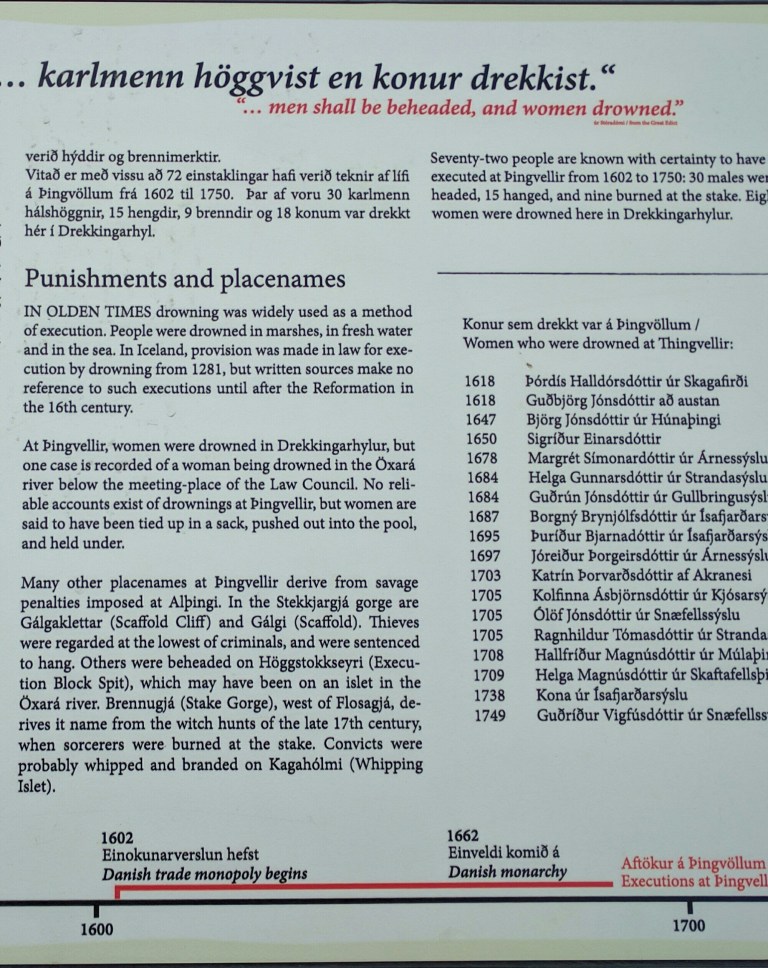 … karlmenn höggvist en konur drekkist.“
“… men shall be beheaded, and women drowned.”
úr Stóradómi / from the Great Edict
verið hýddir og brennimerktir.
Vitað er með vissu að 72 einstaklingar hafi verið teknir af lífi
á Þingvöllum frá 1602 til 1750. Þar af voru 30 karlmenn
hálshöggnir, 15 hengdir, 9 brenndir og 18 konum var drekkt
hér í Drekkingarhyl.
Punishments and placenames
IN OLDEN TIMES drowning was widely used as a method
of execution. People were drowned in marshes, in fresh water
and in the sea. In Iceland, provision was made in law for exe-
cution by drowning from 1281, but written sources make no
reference to such executions until after the Reformation in
the 16th century.
At Þingvellir, women were drowned in Drekkingarhylur, but
one case is recorded of a woman being drowned in the Öxará
river below the meeting-place of the Law Council. No reli-
able accounts exist of drownings at Þingvellir, but women are
said to have been tied up in a sack, pushed out into the pool,
and held under.
Many other placenames at Þingvellir derive from savage
penalties imposed at Alþingi. In the Stekkjargjá gorge are
Gálgaklettar (Scaffold Cliff) and Gálgi (Scaffold). Thieves
were regarded at the lowest of criminals, and were sentenced
to hang. Others were beheaded on Höggstokkseyri (Execu-
tion Block Spit), which may have been on an islet in the
Öxará river. Brennugjá (Stake Gorge), west of Flosagjá, de-
rives it name from the witch hunts of the late 17th century,
when sorcerers were burned at the stake. Convicts were
probably whipped and branded on Kagahólmi (Whipping
Islet).
Seventy-two people are known with certainty to have
executed at Þingvellir from 1602 to 1750: 30 males wer
headed, 15 hanged, and nine burned at the stake. Eig
women were drowned here in Drekkingarhylur.
Konur sem drekkt var á Þingvöllum /
Women who were drowned at Thingvellir:
1618 Þórdís Halldórsdóttir úr Skagafirði
1618 Guðbjörg Jónsdóttir að austan
1647 Björg Jónsdóttir úr Húnaþingi
1650 Sigríður Einarsdóttir
1678 Margrét Símonardóttir úr Árnessýslu
1684 Helga Gunnarsdóttir úr Strandasýslu
1684 Guðrún Jónsdóttir úr Gullbringusýsl
1687 Borgný Brynjólfsdóttir úr Ísafjarðars
1695 Þuríður Bjarnadóttir úr Ísafjarðarsýs
1697 Jóreiður Þorgeirsdóttir úr Árnessýslu
1703 Katrín Þorvarðsdóttir af Akranesi
1705 Kolfinna Ásbjörnsdóttir úr Kjósarsý
1705 Ólöf Jónsdóttir úr Snæfellssýslu
1705 Ragnhildur Tómasdóttir úr Stranda
1708 Hallfríður Magnúsdóttir úr Múlaþi
1709 Helga Magnúsdóttir úr Skaftafellsþi
1738 Kona úr Ísafjarðarsýslu
1749 Guðríður Vigfúsdóttir úr Snæfellss
1602
Einokunarverslun hefst
Danish trade monopoly begins
1662
Einveldi komið á
Danish monarchy
Aftökur á Þingvöllum
Executions at Þingvell
1600
1700